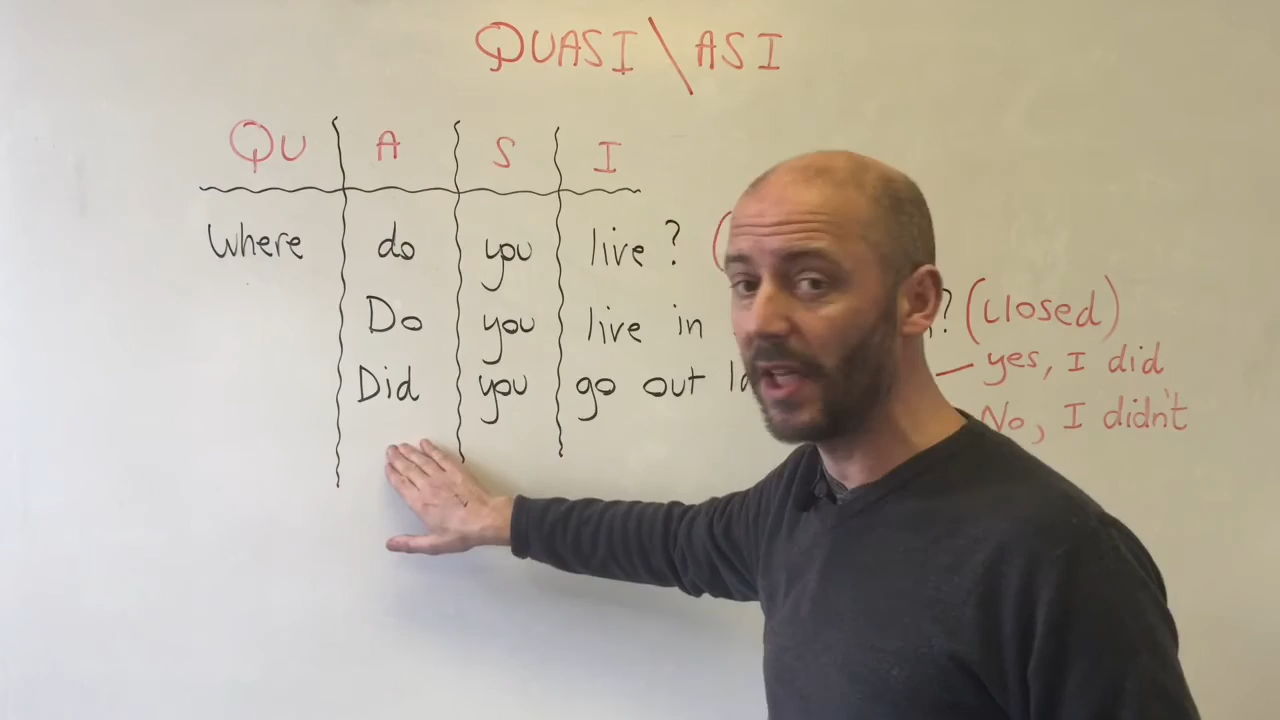 QUASI\ASI
QU A S I
Where do you live? (
Do you live in ? (closed)
Did you go out
yes, I did
No, I didn't